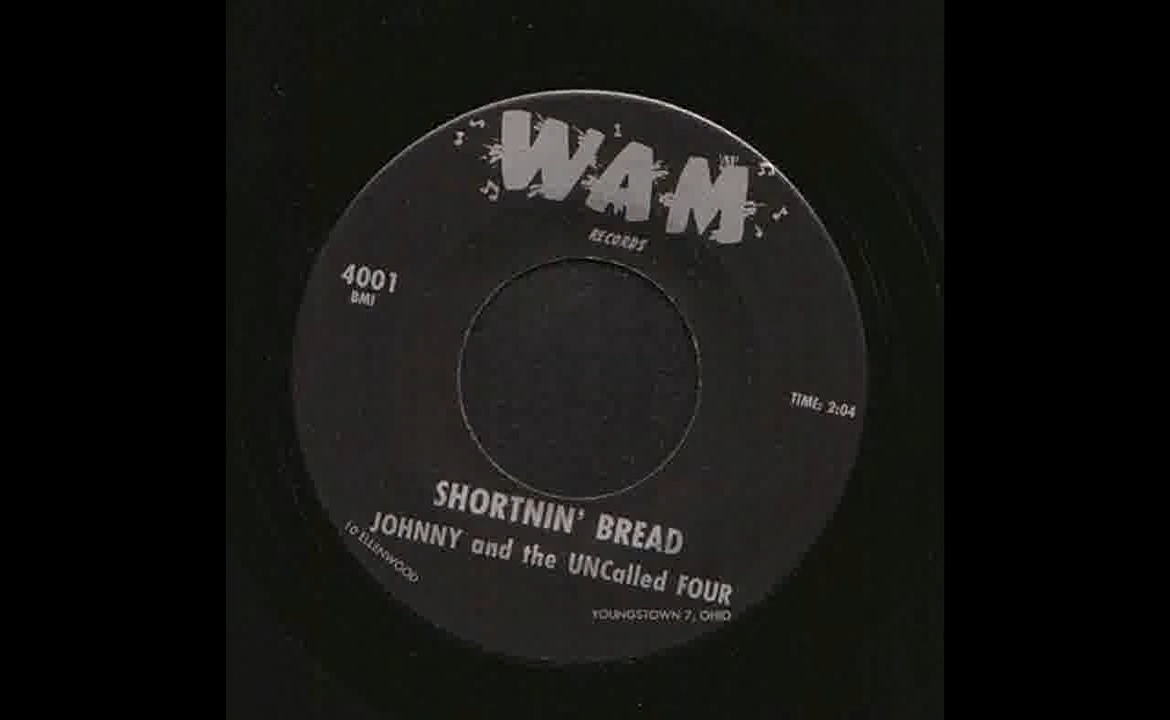 WAM
RECORDS
4001
BMI
TIME: 2:04
SHORTNIN' BREAD
JOHNNY and the UNCalled FOUR
10 ELLENWOOD
YOUNGSTOWN 7, OHIO